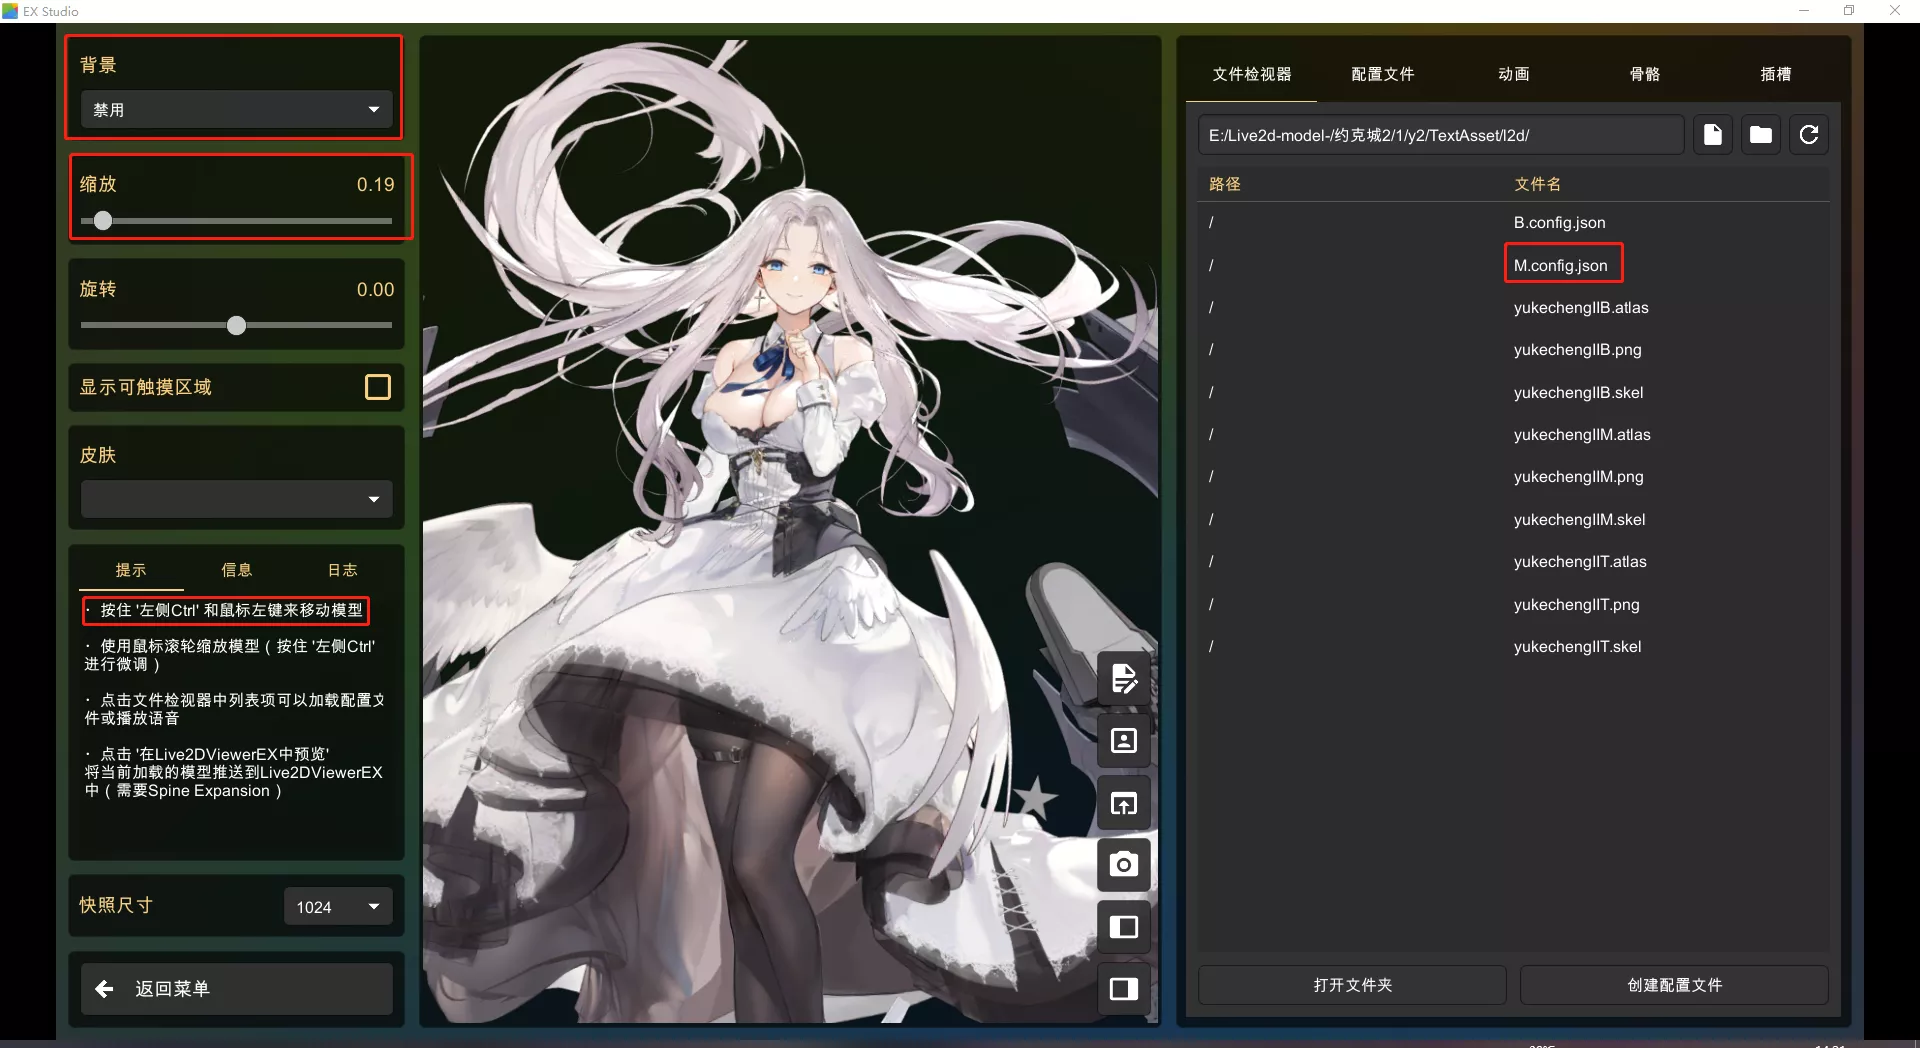 EX Studio
背景
禁用
缩放 0.19
旋转 0.00
显示可触摸区域
皮肤
提示 信息 日志
· 按住 '左侧Ctrl' 和鼠标左键来移动模型
· 使用鼠标滚轮缩放模型 ( 按住 '左侧Ctrl'
进行微调 )
· 点击文件检视器中列表项可以加载配置文
件或播放语音
· 点击 '在Live2DViewerEX中预览'
将当前加载的模型推送到Live2DViewerEX
中 ( 需要Spine Expansion )
快照尺寸 1024
返回菜单
文件检视器 配置文件 动画 骨骼 插槽
E:/Live2d-model-/约克城2/1/y2/TextAsset/l2d/
路径 文件名
/ B.config.json
/ M.config.json
/ yukechengIIB.atlas
/ yukechengIIB.png
/ yukechengIIB.skel
/ yukechengIIM.atlas
/ yukechengIIM.png
/ yukechengIIM.skel
/ yukechengIIT.atlas
/ yukechengIIT.png
/ yukechengIIT.skel
打开文件夹 创建配置文件